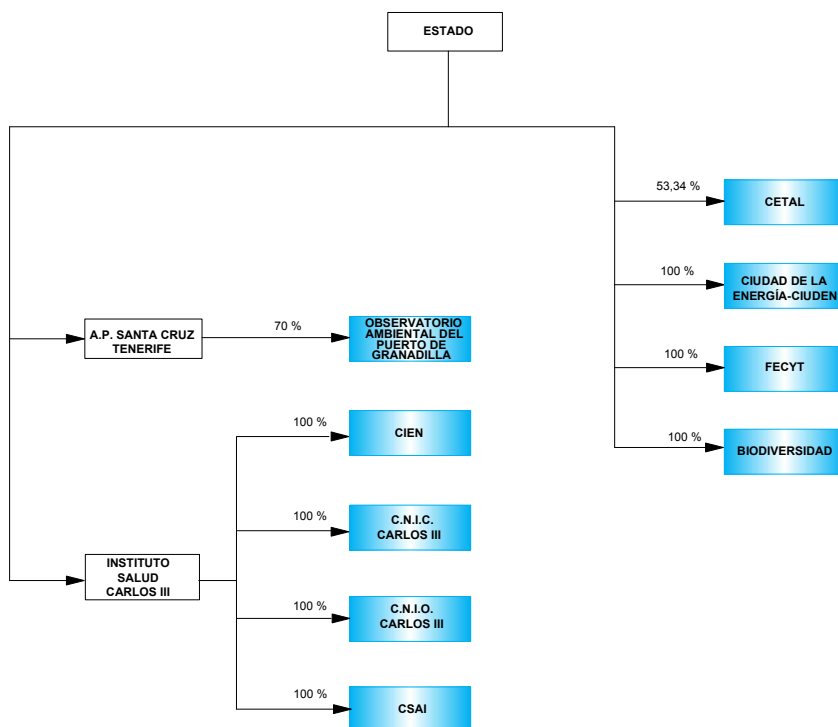 ESTADO
53,34 %
CETAL
100 %
CIUDAD DE LA
ENERGÍA-CIUDEN
A.P. SANTA CRUZ
TENERIFE
70 %
OBSERVATORIO
AMBIENTAL DEL
PUERTO DE
GRANADILLA
100 %
FECYT
100 %
CIEN
100 %
BIODIVERSIDAD
100 %
C.N.I.C.
CARLOS III
INSTITUTO
SALUD
CARLOS III
100 %
C.N.I.O.
CARLOS III
100 %
CSAI